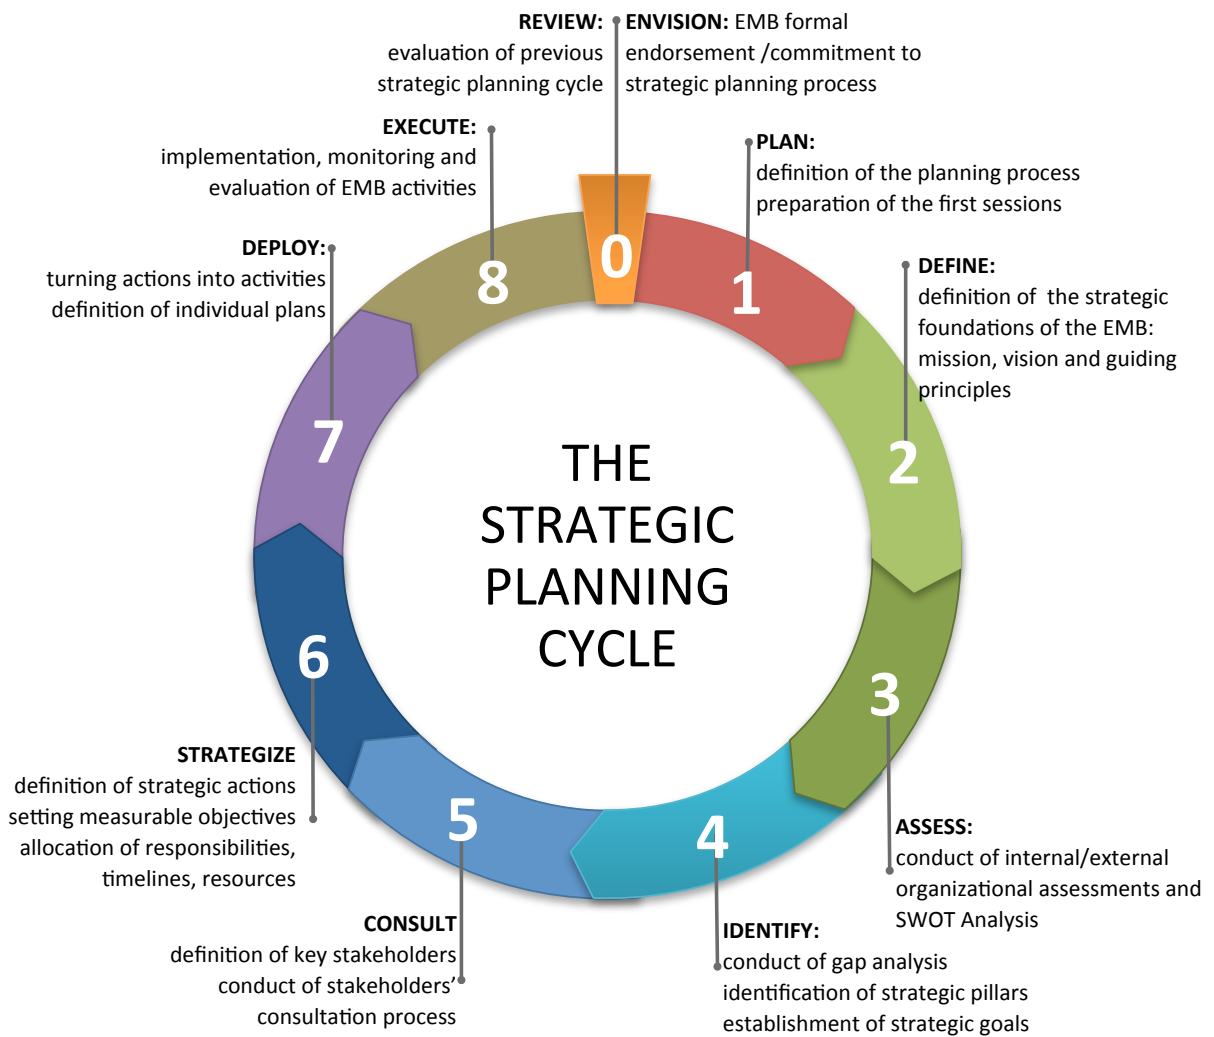 REVIEW:
evaluation of previous
strategic planning cycle
ENVISION: EMB formal
endorsement /commitment to
strategic planning process
EXECUTE:
implementation, monitoring and
evaluation of EMB activities
PLAN:
definition of the planning process
preparation of the first sessions
DEPLOY:
turning actions into activities
definition of individual plans
DEFINE:
definition of  the strategic
foundations of the EMB:
mission, vision and guiding
principles
0
1
2
3
4
5
6
7
8
THE
STRATEGIC
PLANNING
CYCLE
STRATEGIZE
definition of strategic actions
setting measurable objectives
allocation of responsibilities,
timelines, resources
ASSESS:
conduct of internal/external
organizational assessments and
SWOT Analysis
CONSULT
definition of key stakeholders
conduct of stakeholders'
consultation process
IDENTIFY:
conduct of gap analysis
identification of strategic pillars
establishment of strategic goals